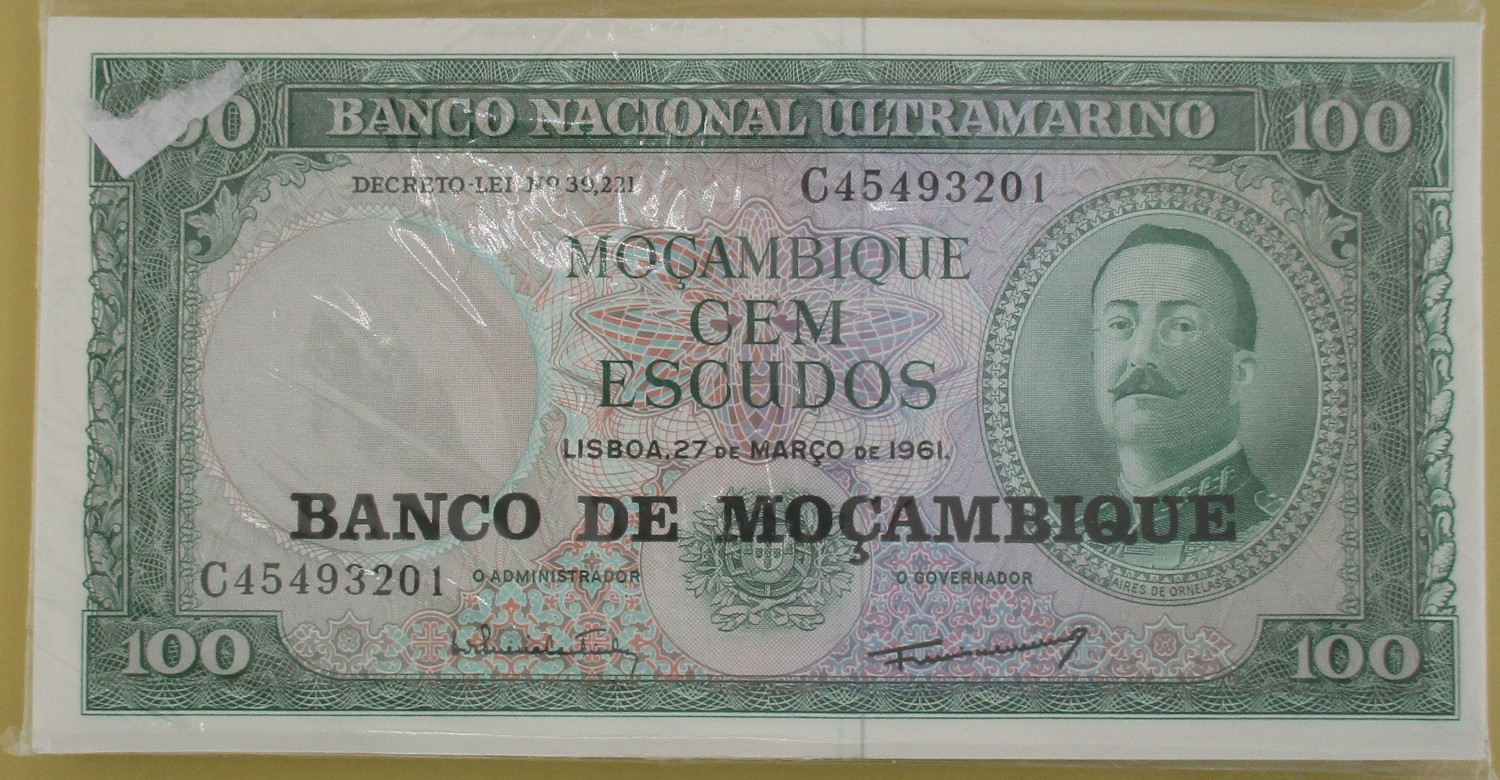 100 BANCO NACIONAL ULTRAMARINO 100
DECRETO-LEI Nº 39,221
C45493201
MOÇAMBIQUE
CEM
ESCUDOS
LISBOA, 27 DE MARÇO DE 1961.
BANCO DE MOÇAMBIQUE
C45493201
O ADMINISTRADOR
O GOVERNADOR
AIRES DE ORNELAS
100
100